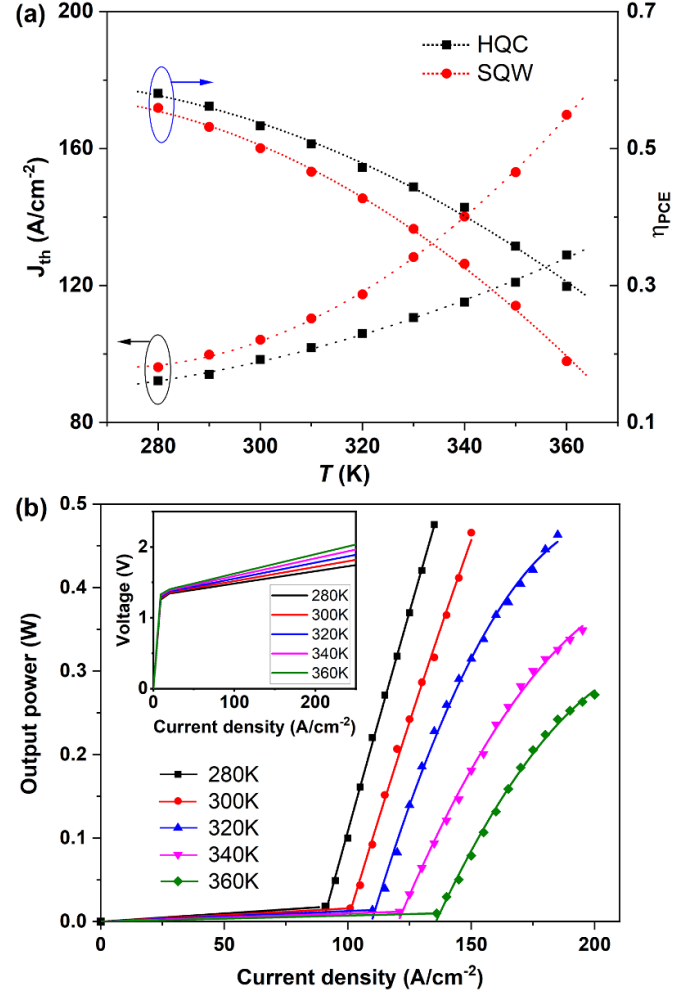 (a)
200
160
120
80
J_th (A/cm⁻²)
HQC
SQW
0.7
0.5
0.3
0.1
η_PCE
280 300 320 340 360
T (K)
(b)
0.5
0.4
0.3
0.2
0.1
0.0
Output power (W)
2
1
0
Voltage (V)
280K
300K
320K
340K
360K
0 100 200
Current density (A/cm⁻²)
280K
300K
320K
340K
360K
0 50 100 150 200
Current density (A/cm⁻²)